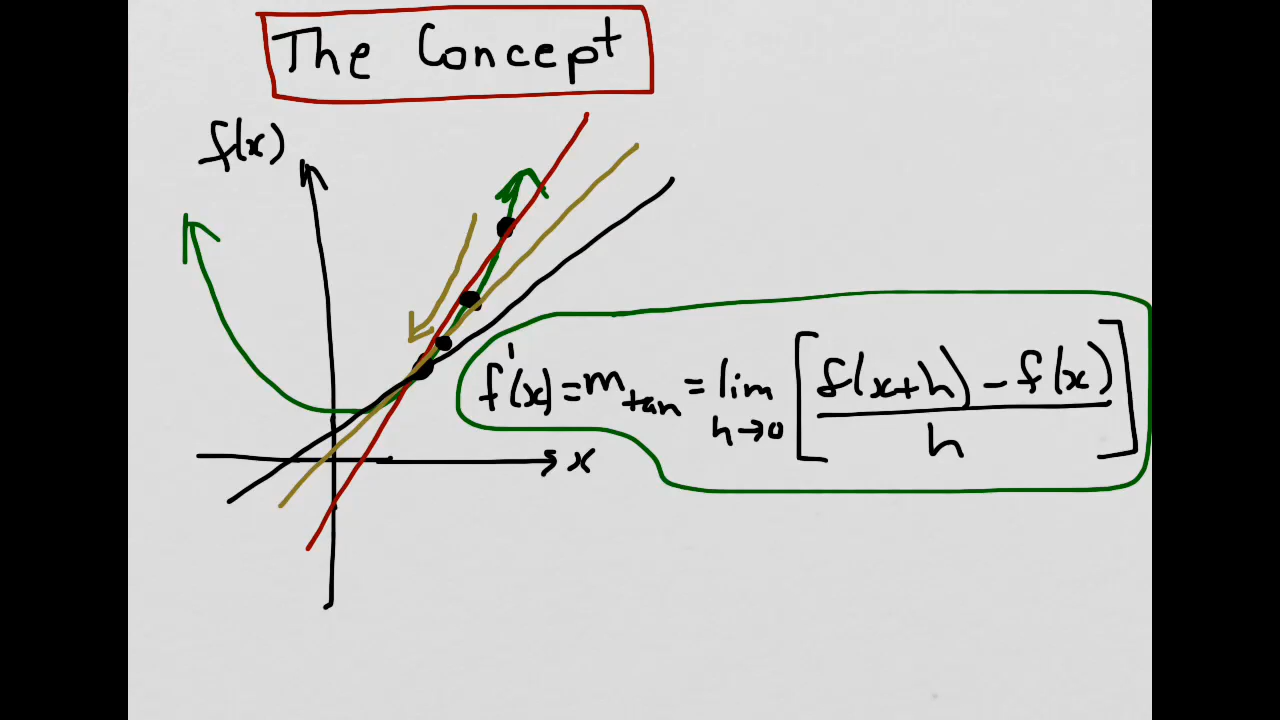 The Concept
f(x)
f'(x) = m_tan = lim_{h→0} [ (f(x+h) - f(x)) / h ]
x